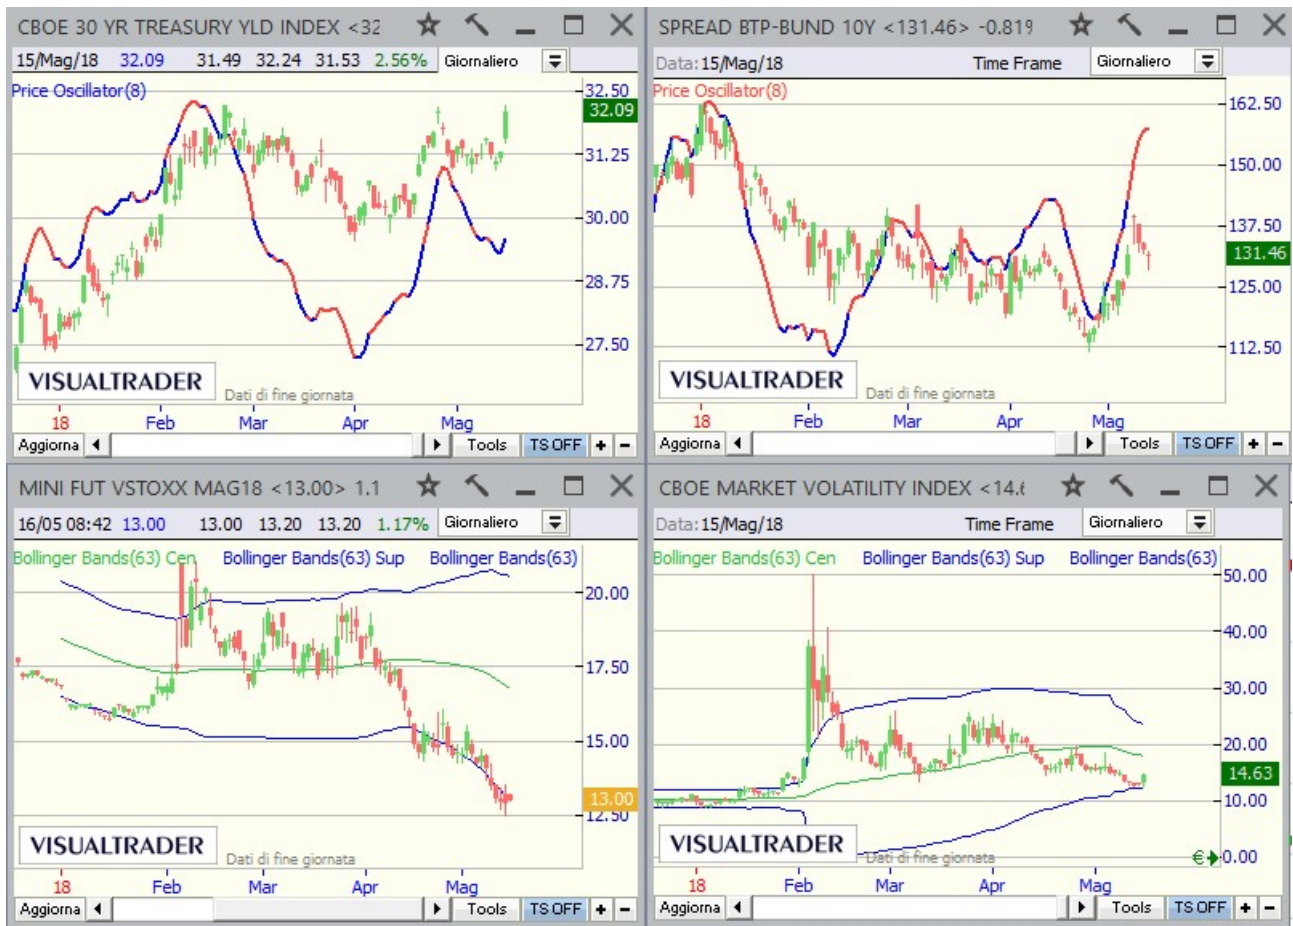 CBOE 30 YR TREASURY YLD INDEX <32
15/Mag/18 32.09 31.49 32.24 31.53 2.56% Giornaliero
Price Oscillator(8)
32.50
32.09
31.25
30.00
28.75
27.50
VISUALTRADER
Dati di fine giornata
18 Feb Mar Apr Mag
Aggiorna Tools TS OFF + -
SPREAD BTP-BUND 10Y <131.46> -0.819
Data: 15/Mag/18 Time Frame Giornaliero
Price Oscillator(8)
162.50
150.00
137.50
131.46
125.00
112.50
VISUALTRADER
Dati di fine giornata
18 Feb Mar Apr Mag
Aggiorna Tools TS OFF + -
MINI FUT VSTOXX MAG18 <13.00> 1.1
16/05 08:42 13.00 13.00 13.20 13.20 1.17% Giornaliero
Bollinger Bands(63) Cen Bollinger Bands(63) Sup Bollinger Bands(63)
20.00
17.50
15.00
13.00
12.50
VISUALTRADER
Dati di fine giornata
18 Feb Mar Apr Mag
Aggiorna Tools TS OFF + -
CBOE MARKET VOLATILITY INDEX <14.6
Data: 15/Mag/18 Time Frame Giornaliero
Bollinger Bands(63) Cen Bollinger Bands(63) Sup Bollinger Bands(63)
50.00
40.00
30.00
20.00
14.63
10.00
€ 0.00
VISUALTRADER
Dati di fine giornata
18 Feb Mar Apr Mag
Aggiorna Tools TS OFF + -